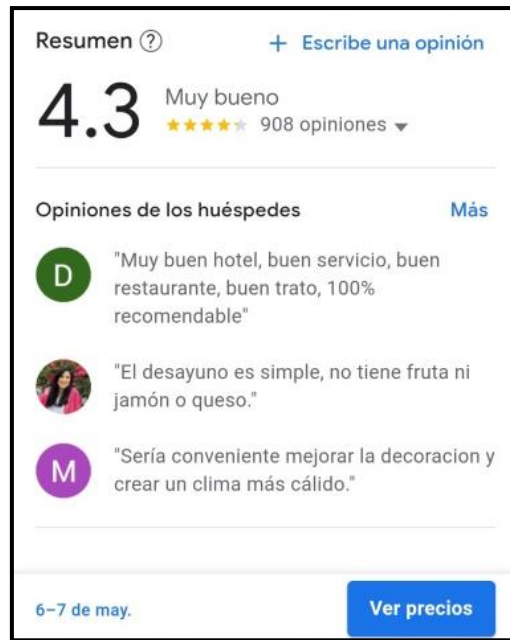 Resumen ?
+ Escribe una opinión
4.3
Muy bueno
908 opiniones
Opiniones de los huéspedes
Más
D
"Muy buen hotel, buen servicio, buen
restaurante, buen trato, 100%
recomendable"
"El desayuno es simple, no tiene fruta ni
jamón o queso."
M
"Sería conveniente mejorar la decoracion y
crear un clima más cálido."
6–7 de may.
Ver precios